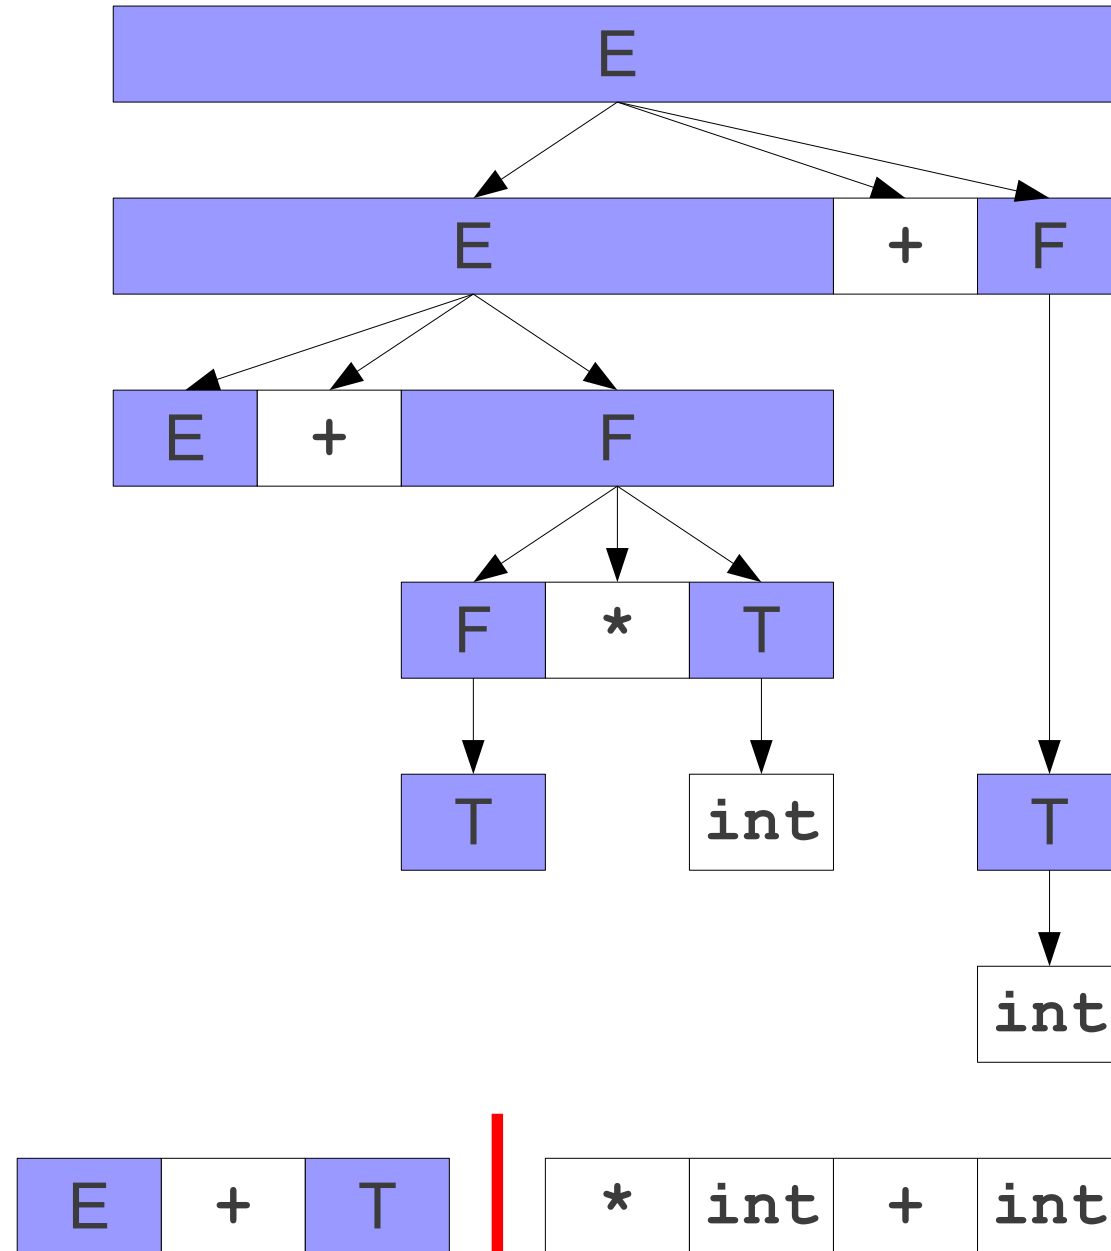 E
E + F
E + F
F * T
T int T
int
E + T * int + int